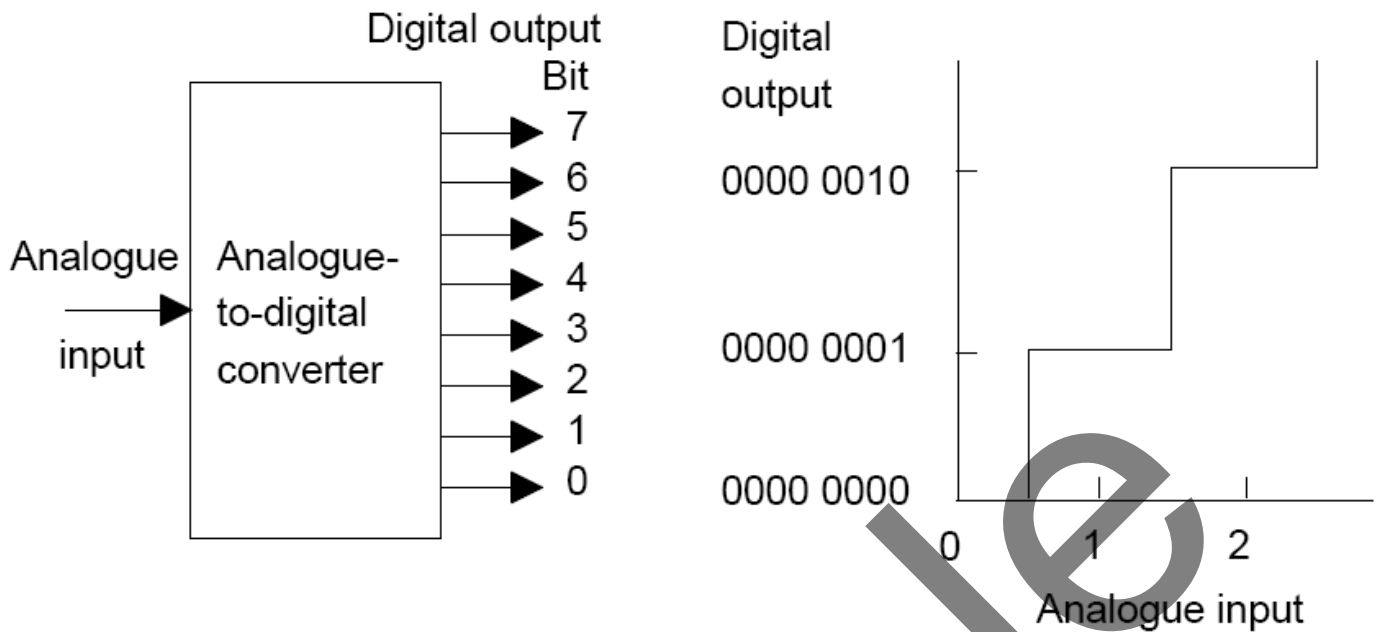 Digital output
Bit
7
6
5
4
3
2
1
0
Analogue
input
Analogue-
to-digital
converter
Digital
output
0000 0010
0000 0001
0000 0000
0
1
2
Analogue input
le